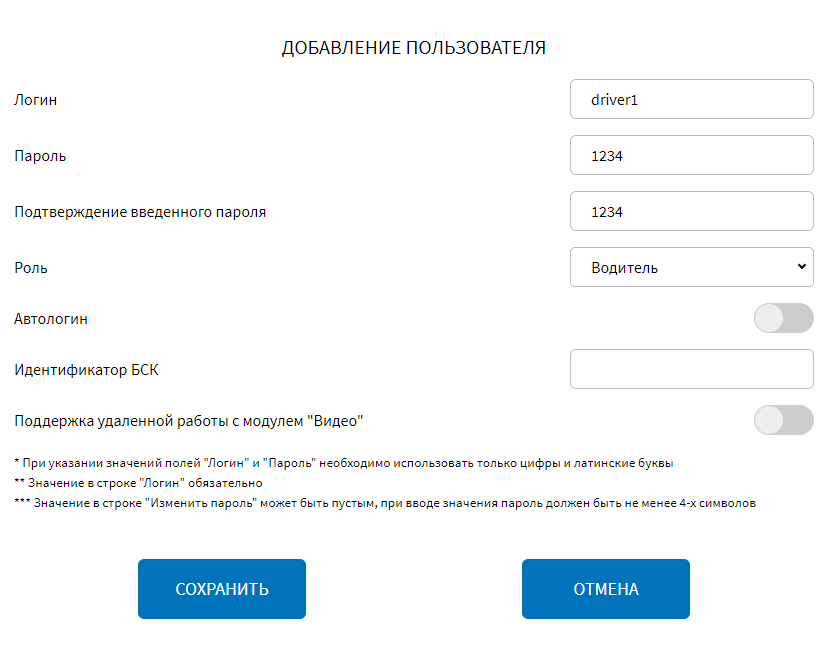 ДОБАВЛЕНИЕ ПОЛЬЗОВАТЕЛЯ
Логин driver1
Пароль 1234
Подтверждение введенного пароля 1234
Роль Водитель
Автологин
Идентификатор БСК
Поддержка удаленной работы с модулем "Видео"
* При указании значений полей "Логин" и "Пароль" необходимо использовать только цифры и латинские буквы
** Значение в строке "Логин" обязательно
*** Значение в строке "Изменить пароль" может быть пустым, при вводе значения пароль должен быть не менее 4-х символов
СОХРАНИТЬ ОТМЕНА